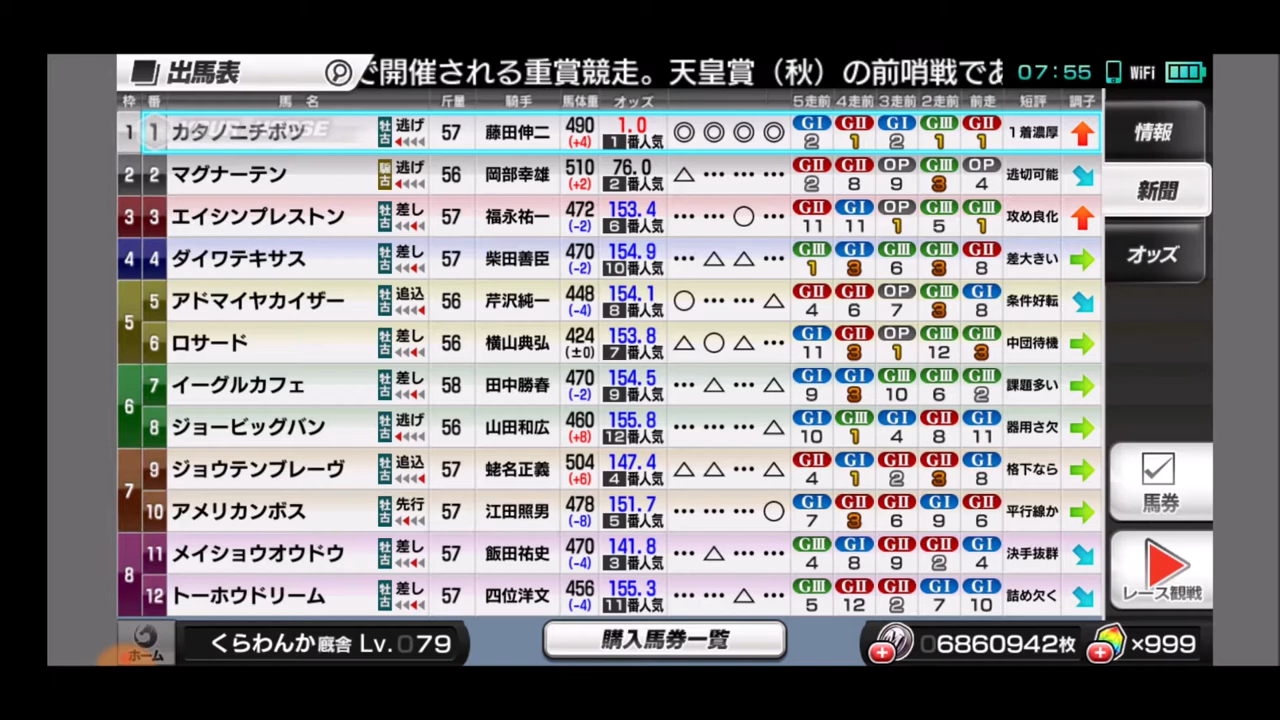 出馬表 で開催される重賞競走。天皇賞（秋）の前哨戦であ 07:55 WiFi
枠 番 馬名 斤量 騎手 馬体重 オッズ 5走前 4走前 3走前 2走前 前走 短評 調子
1 1 カタノニチボツ 牡古 逃げ 57 藤田伸二 490 (+4) 1.0 1番人気 ◎ ◎ ◎ ◎ GI 2 GII 1 GI 2 GIII 1 GII 1 1着濃厚
2 2 マグナーテン 騸古 逃げ 56 岡部幸雄 510 (+2) 76.0 2番人気 △ … … … GII 2 GII 8 OP 9 GIII 3 OP 4 逃切可能
3 3 エイシンプレストン 牡古 差し 57 福永祐一 472 (-2) 153.4 6番人気 … … ○ … GII 11 GI 11 OP 1 GIII 5 GIII 1 攻め良化
4 4 ダイワテキサス 牡古 差し 57 柴田善臣 470 (-2) 154.9 10番人気 … △ △ … GIII 1 GI 3 GIII 6 GIII 3 GII 8 差大きい
5 5 アドマイヤカイザー 牡古 追込 56 芹沢純一 448 (-4) 154.1 8番人気 ○ … … △ GII 4 GII 6 OP 7 GIII 3 GI 8 条件好転
6 ロサード 牡古 差し 56 横山典弘 424 (±0) 153.8 7番人気 △ ○ △ … GI 11 GII 3 OP 1 GIII 12 GIII 3 中団待機
6 7 イーグルカフェ 牡古 差し 58 田中勝春 470 (-2) 154.5 9番人気 … △ … △ GI 9 GI 3 GIII 10 GIII 6 GIII 2 課題多い
8 ジョービッグバン 牡古 逃げ 56 山田和広 460 (+8) 155.8 12番人気 … … … △ GI 10 GIII 1 GI 4 GII 8 GI 11 器用さ欠
7 9 ジョウテンブレーヴ 牡古 追込 57 蛯名正義 504 (+6) 147.4 4番人気 △ △ … △ GII 4 GII 1 GI 2 GII 3 GI 8 格下なら
10 アメリカンボス 牡古 先行 57 江田照男 478 (-8) 151.7 5番人気 … … … ○ GI 7 GII 3 GII 6 GI 9 GII 6 平行線か
8 11 メイショウオウドウ 牡古 差し 57 飯田祐史 470 (-4) 141.8 3番人気 … △ … … GIII 4 GI 8 GII 9 GII 2 GI 4 決手抜群
12 トーホウドリーム 牡古 差し 57 四位洋文 456 (-4) 155.3 11番人気 … … △ … GIII 5 GII 12 GII 2 GI 7 GI 10 詰め欠く
情報
新聞
オッズ
馬券
レース観戦
ホーム くらわんか厩舎 Lv.079 購入馬券一覧 06860942枚 ×999